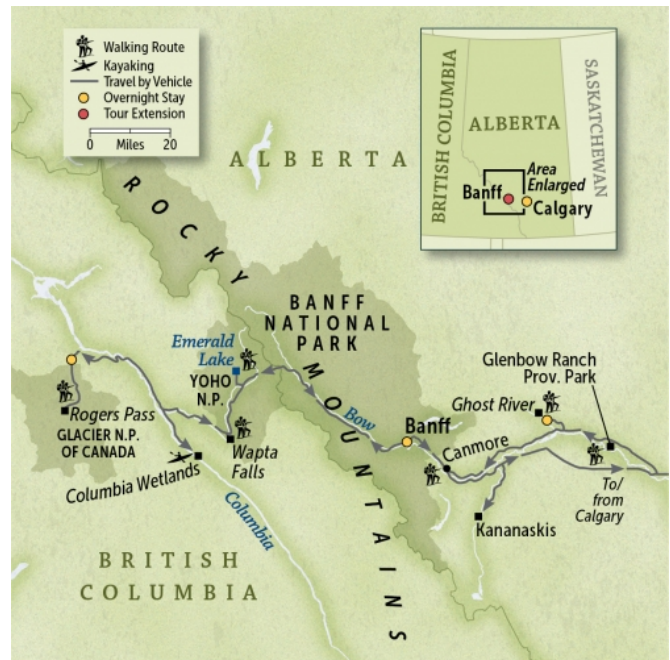 Walking Route
Kayaking
Travel by Vehicle
Overnight Stay
Tour Extension
0 Miles 20
BRITISH COLUMBIA
ALBERTA
SASKATCHEWAN
Area
Enlarged
Banff
Calgary
ALBERTA
ROCKY MOUNTAINS
BANFF
NATIONAL
PARK
Emerald
Lake
YOHO
N.P.
Glenbow Ranch
Prov. Park
Ghost River
Bow
Banff
Canmore
Rogers Pass
GLACIER N.P.
OF CANADA
Wapta
Falls
Columbia Wetlands
Columbia
To/
from
Calgary
Kananaskis
BRITISH
COLUMBIA